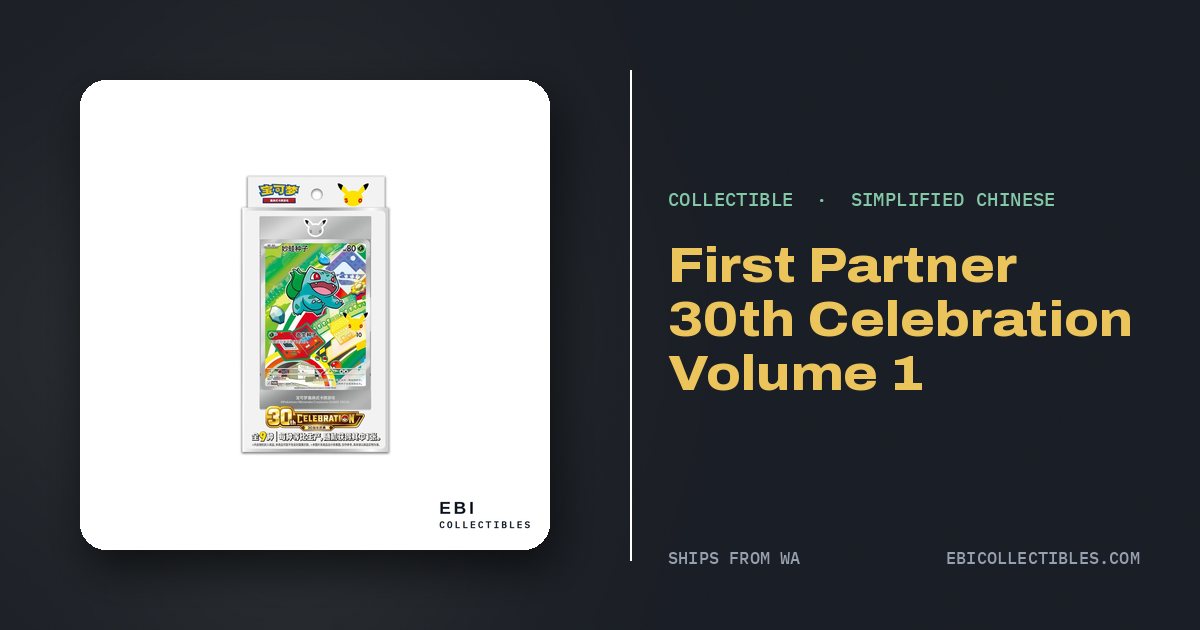 宝可梦
妙蛙种子
80
30th CELEBRATION
EBI
COLLECTIBLES
COLLECTIBLE · SIMPLIFIED CHINESE
First Partner
30th Celebration
Volume 1
SHIPS FROM WA
EBICOLLECTIBLES.COM